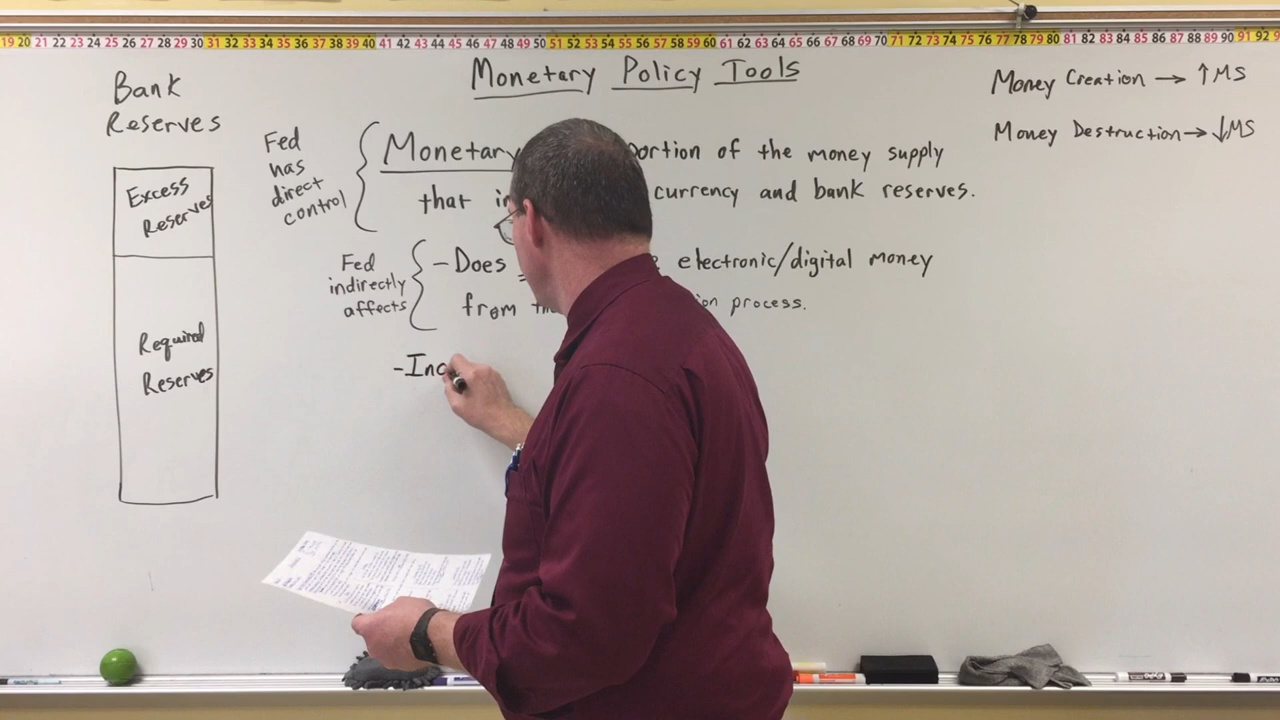 19 20 21 22 23 24 25 26 27 28 29 30 31 32 33 34 35 36 37 38 39 40 41 42 43 44 45 46 47 48 49 50 51 52 53 54 55 56 57 58 59 60 61 62 63 64 65 66 67 68 69 70 71 72 73 74 75 76 77 78 79 80 81 82 83 84 85 86 87 88 89 90 91 92
Monetary Policy Tools
Bank
Reserves
Excess
Reserves
Required
Reserves
Fed
has
direct
control
Monetary portion of the money supply
that currency and bank reserves.
Fed
indirectly
affects
-Does electronic/digital money
from process.
-Inc
Money Creation → ↑MS
Money Destruction → ↓MS